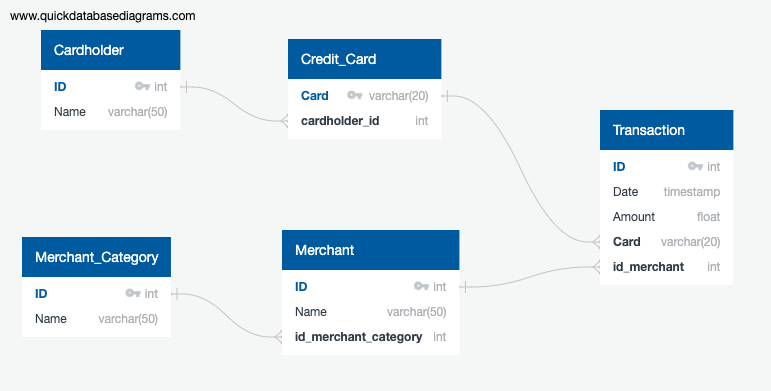 www.quickdatabasediagrams.com
Cardholder
ID int
Name varchar(50)
Credit_Card
Card varchar(20)
cardholder_id int
Transaction
ID int
Date timestamp
Amount float
Card varchar(20)
id_merchant int
Merchant_Category
ID int
Name varchar(50)
Merchant
ID int
Name varchar(50)
id_merchant_category int